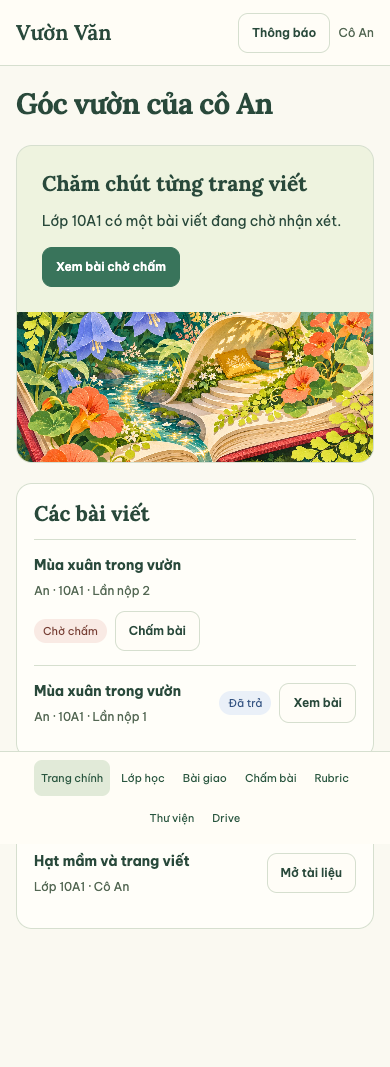 Vườn Văn
Thông báo
Cô An
Góc vườn của cô An
Chăm chút từng trang viết
Lớp 10A1 có một bài viết đang chờ nhận xét.
Xem bài chờ chấm
Các bài viết
Mùa xuân trong vườn
An · 10A1 · Lần nộp 2
Chờ chấm
Chấm bài
Mùa xuân trong vườn
An · 10A1 · Lần nộp 1
Đã trả
Xem bài
Trang chính
Lớp học
Bài giao
Chấm bài
Rubric
Thư viện
Drive
Hạt mầm và trang viết
Lớp 10A1 · Cô An
Mở tài liệu